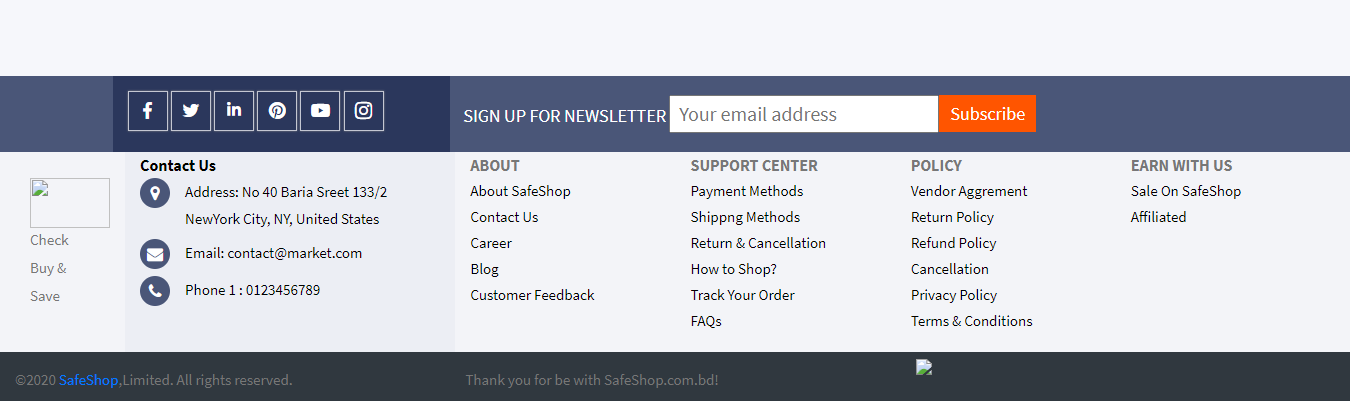 SIGN UP FOR NEWSLETTER
Your email address
Subscribe
Check
Buy &
Save
Contact Us
Address: No 40 Baria Sreet 133/2
NewYork City, NY, United States
Email: contact@market.com
Phone 1 : 0123456789
ABOUT
About SafeShop
Contact Us
Career
Blog
Customer Feedback
SUPPORT CENTER
Payment Methods
Shippng Methods
Return & Cancellation
How to Shop?
Track Your Order
FAQs
POLICY
Vendor Aggrement
Return Policy
Refund Policy
Cancellation
Privacy Policy
Terms & Conditions
EARN WITH US
Sale On SafeShop
Affiliated
©2020 SafeShop,Limited. All rights reserved.
Thank you for be with SafeShop.com.bd!